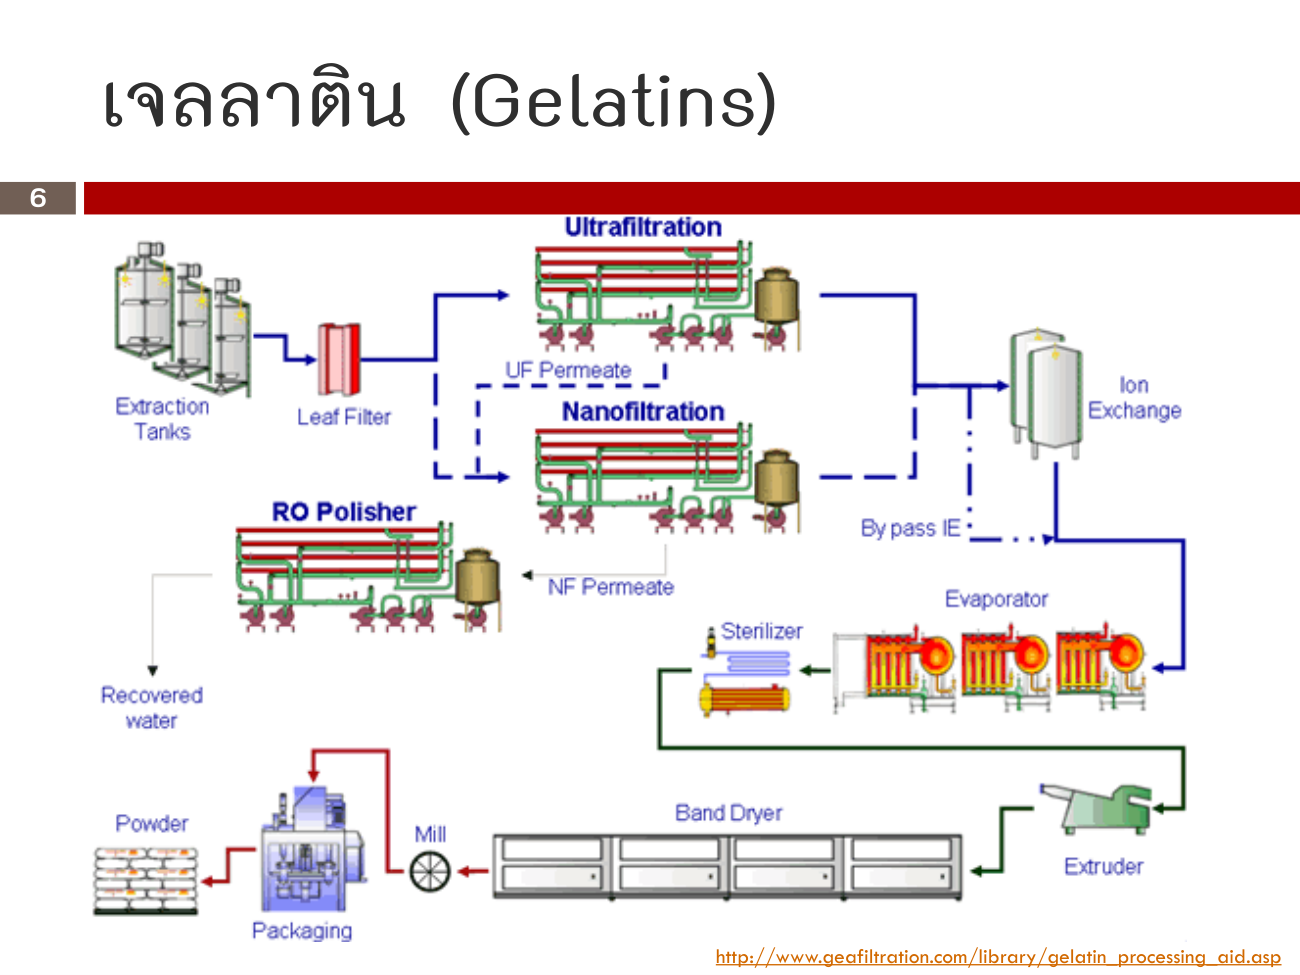 เจลลาติน (Gelatins)
6
Ultrafiltration
UF Permeate
Extraction
Tanks
Leaf Filter
Nanofiltration
Ion
Exchange
RO Polisher
By pass IE
NF Permeate
Evaporator
Sterilizer
Recovered
water
Band Dryer
Powder
Mill
Extruder
Packaging
http://www.geafiltration.com/library/gelatin_processing_aid.asp